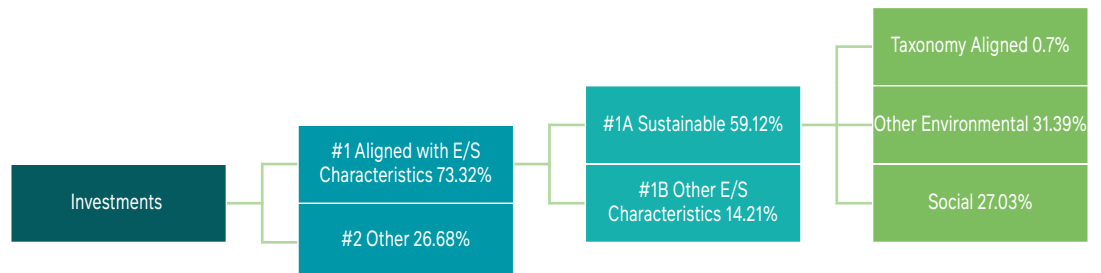 Investments
#1 Aligned with E/S
Characteristics 73.32%
#2 Other 26.68%
#1A Sustainable 59.12%
#1B Other E/S
Characteristics 14.21%
Taxonomy Aligned 0.7%
Other Environmental 31.39%
Social 27.03%